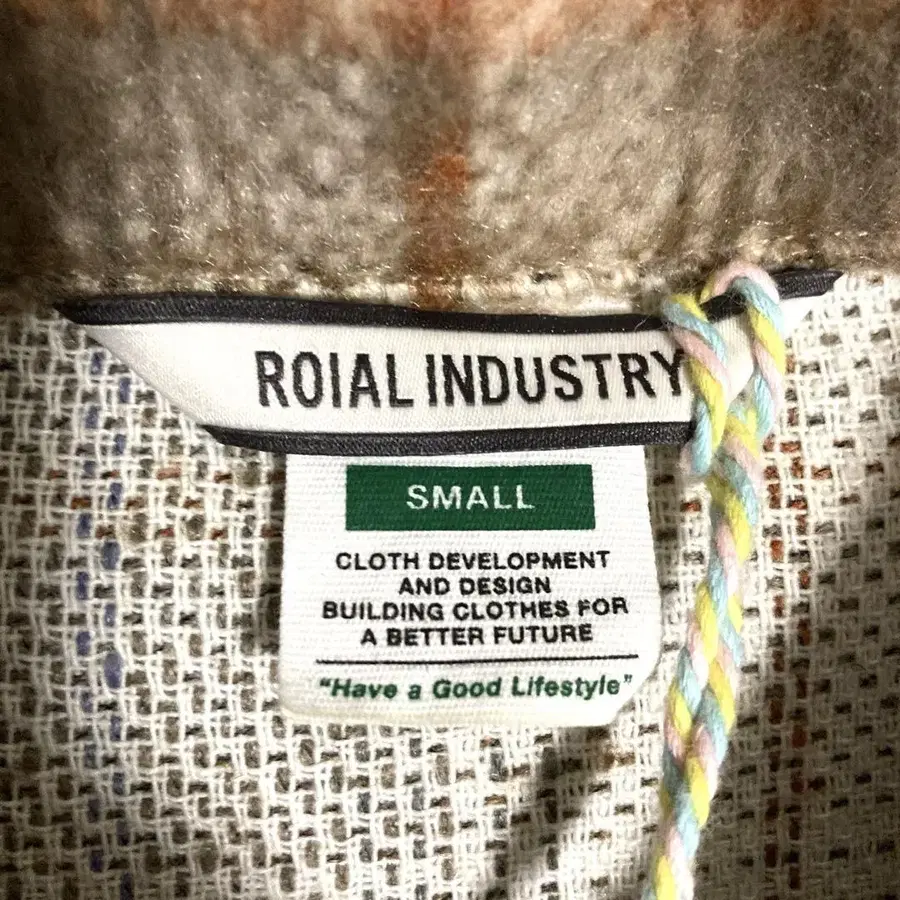 ROIAL INDUSTRY
SMALL
CLOTH DEVELOPMENT
AND DESIGN
BUILDING CLOTHES FOR
A BETTER FUTURE
"Have a Good Lifestyle"